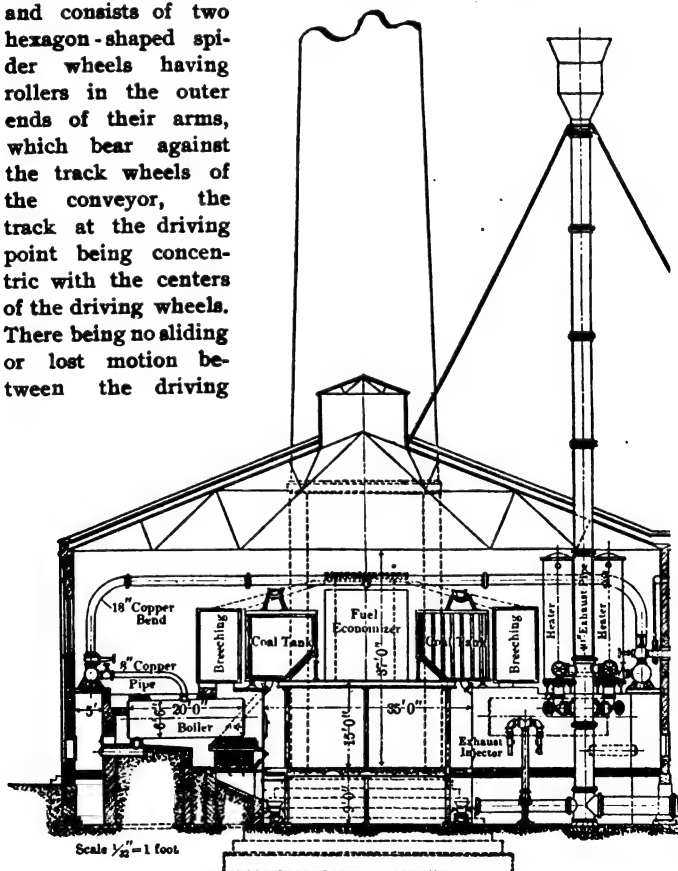 and consists of two
hexagon-shaped spi-
der wheels having
rollers in the outer
ends of their arms,
which bear against
the track wheels of
the conveyor, the
track at the driving
point being concen-
tric with the centers
of the driving wheels.
There being no sliding
or lost motion be-
tween the driving
18" Copper
Bend
Breeching
Coal Tank
Fuel
Economizer
Coal Tank
Breeching
Heater
Exhaust Pipe
Heater
8" Copper
Pipe
5'
20'-0"
Boiler
35'-0"
15'-0"
Exhaust
Injector
Scale 1/32" = 1 foot